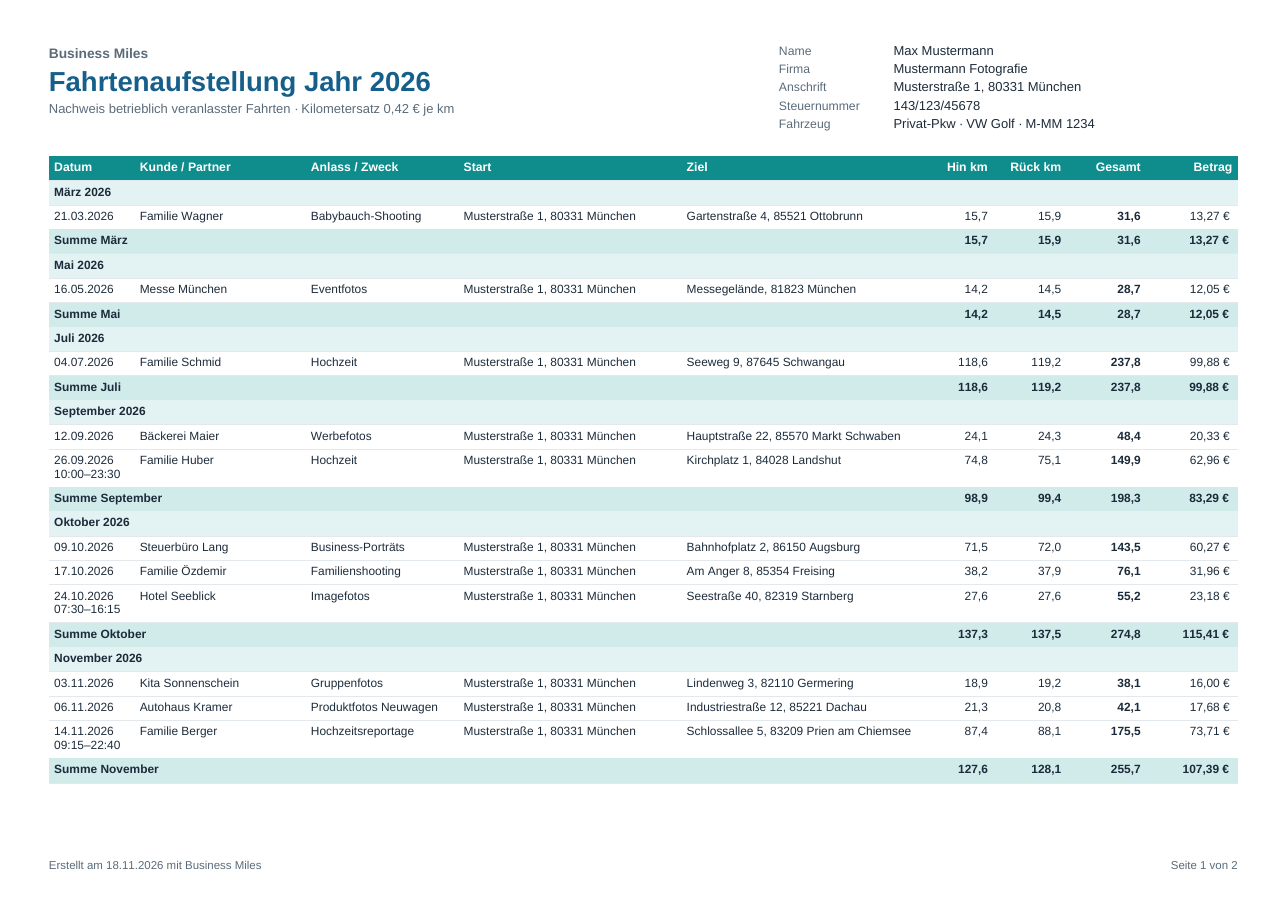 Business Miles
Fahrtenaufstellung Jahr 2026
Nachweis betrieblich veranlasster Fahrten · Kilometersatz 0,42 € je km
Name Max Mustermann
Firma Mustermann Fotografie
Anschrift Musterstraße 1, 80331 München
Steuernummer 143/123/45678
Fahrzeug Privat-Pkw · VW Golf · M-MM 1234
Datum Kunde / Partner Anlass / Zweck Start Ziel Hin km Rück km Gesamt Betrag
März 2026
21.03.2026 Familie Wagner Babybauch-Shooting Musterstraße 1, 80331 München Gartenstraße 4, 85521 Ottobrunn 15,7 15,9 31,6 13,27 €
Summe März 15,7 15,9 31,6 13,27 €
Mai 2026
16.05.2026 Messe München Eventfotos Musterstraße 1, 80331 München Messegelände, 81823 München 14,2 14,5 28,7 12,05 €
Summe Mai 14,2 14,5 28,7 12,05 €
Juli 2026
04.07.2026 Familie Schmid Hochzeit Musterstraße 1, 80331 München Seeweg 9, 87645 Schwangau 118,6 119,2 237,8 99,88 €
Summe Juli 118,6 119,2 237,8 99,88 €
September 2026
12.09.2026 Bäckerei Maier Werbefotos Musterstraße 1, 80331 München Hauptstraße 22, 85570 Markt Schwaben 24,1 24,3 48,4 20,33 €
26.09.2026 Familie Huber Hochzeit Musterstraße 1, 80331 München Kirchplatz 1, 84028 Landshut 74,8 75,1 149,9 62,96 €
10:00–23:30
Summe September 98,9 99,4 198,3 83,29 €
Oktober 2026
09.10.2026 Steuerbüro Lang Business-Porträts Musterstraße 1, 80331 München Bahnhofplatz 2, 86150 Augsburg 71,5 72,0 143,5 60,27 €
17.10.2026 Familie Özdemir Familienshooting Musterstraße 1, 80331 München Am Anger 8, 85354 Freising 38,2 37,9 76,1 31,96 €
24.10.2026 Hotel Seeblick Imagefotos Musterstraße 1, 80331 München Seestraße 40, 82319 Starnberg 27,6 27,6 55,2 23,18 €
07:30–16:15
Summe Oktober 137,3 137,5 274,8 115,41 €
November 2026
03.11.2026 Kita Sonnenschein Gruppenfotos Musterstraße 1, 80331 München Lindenweg 3, 82110 Germering 18,9 19,2 38,1 16,00 €
06.11.2026 Autohaus Kramer Produktfotos Neuwagen Musterstraße 1, 80331 München Industriestraße 12, 85221 Dachau 21,3 20,8 42,1 17,68 €
14.11.2026 Familie Berger Hochzeitsreportage Musterstraße 1, 80331 München Schlossallee 5, 83209 Prien am Chiemsee 87,4 88,1 175,5 73,71 €
09:15–22:40
Summe November 127,6 128,1 255,7 107,39 €
Erstellt am 18.11.2026 mit Business Miles
Seite 1 von 2